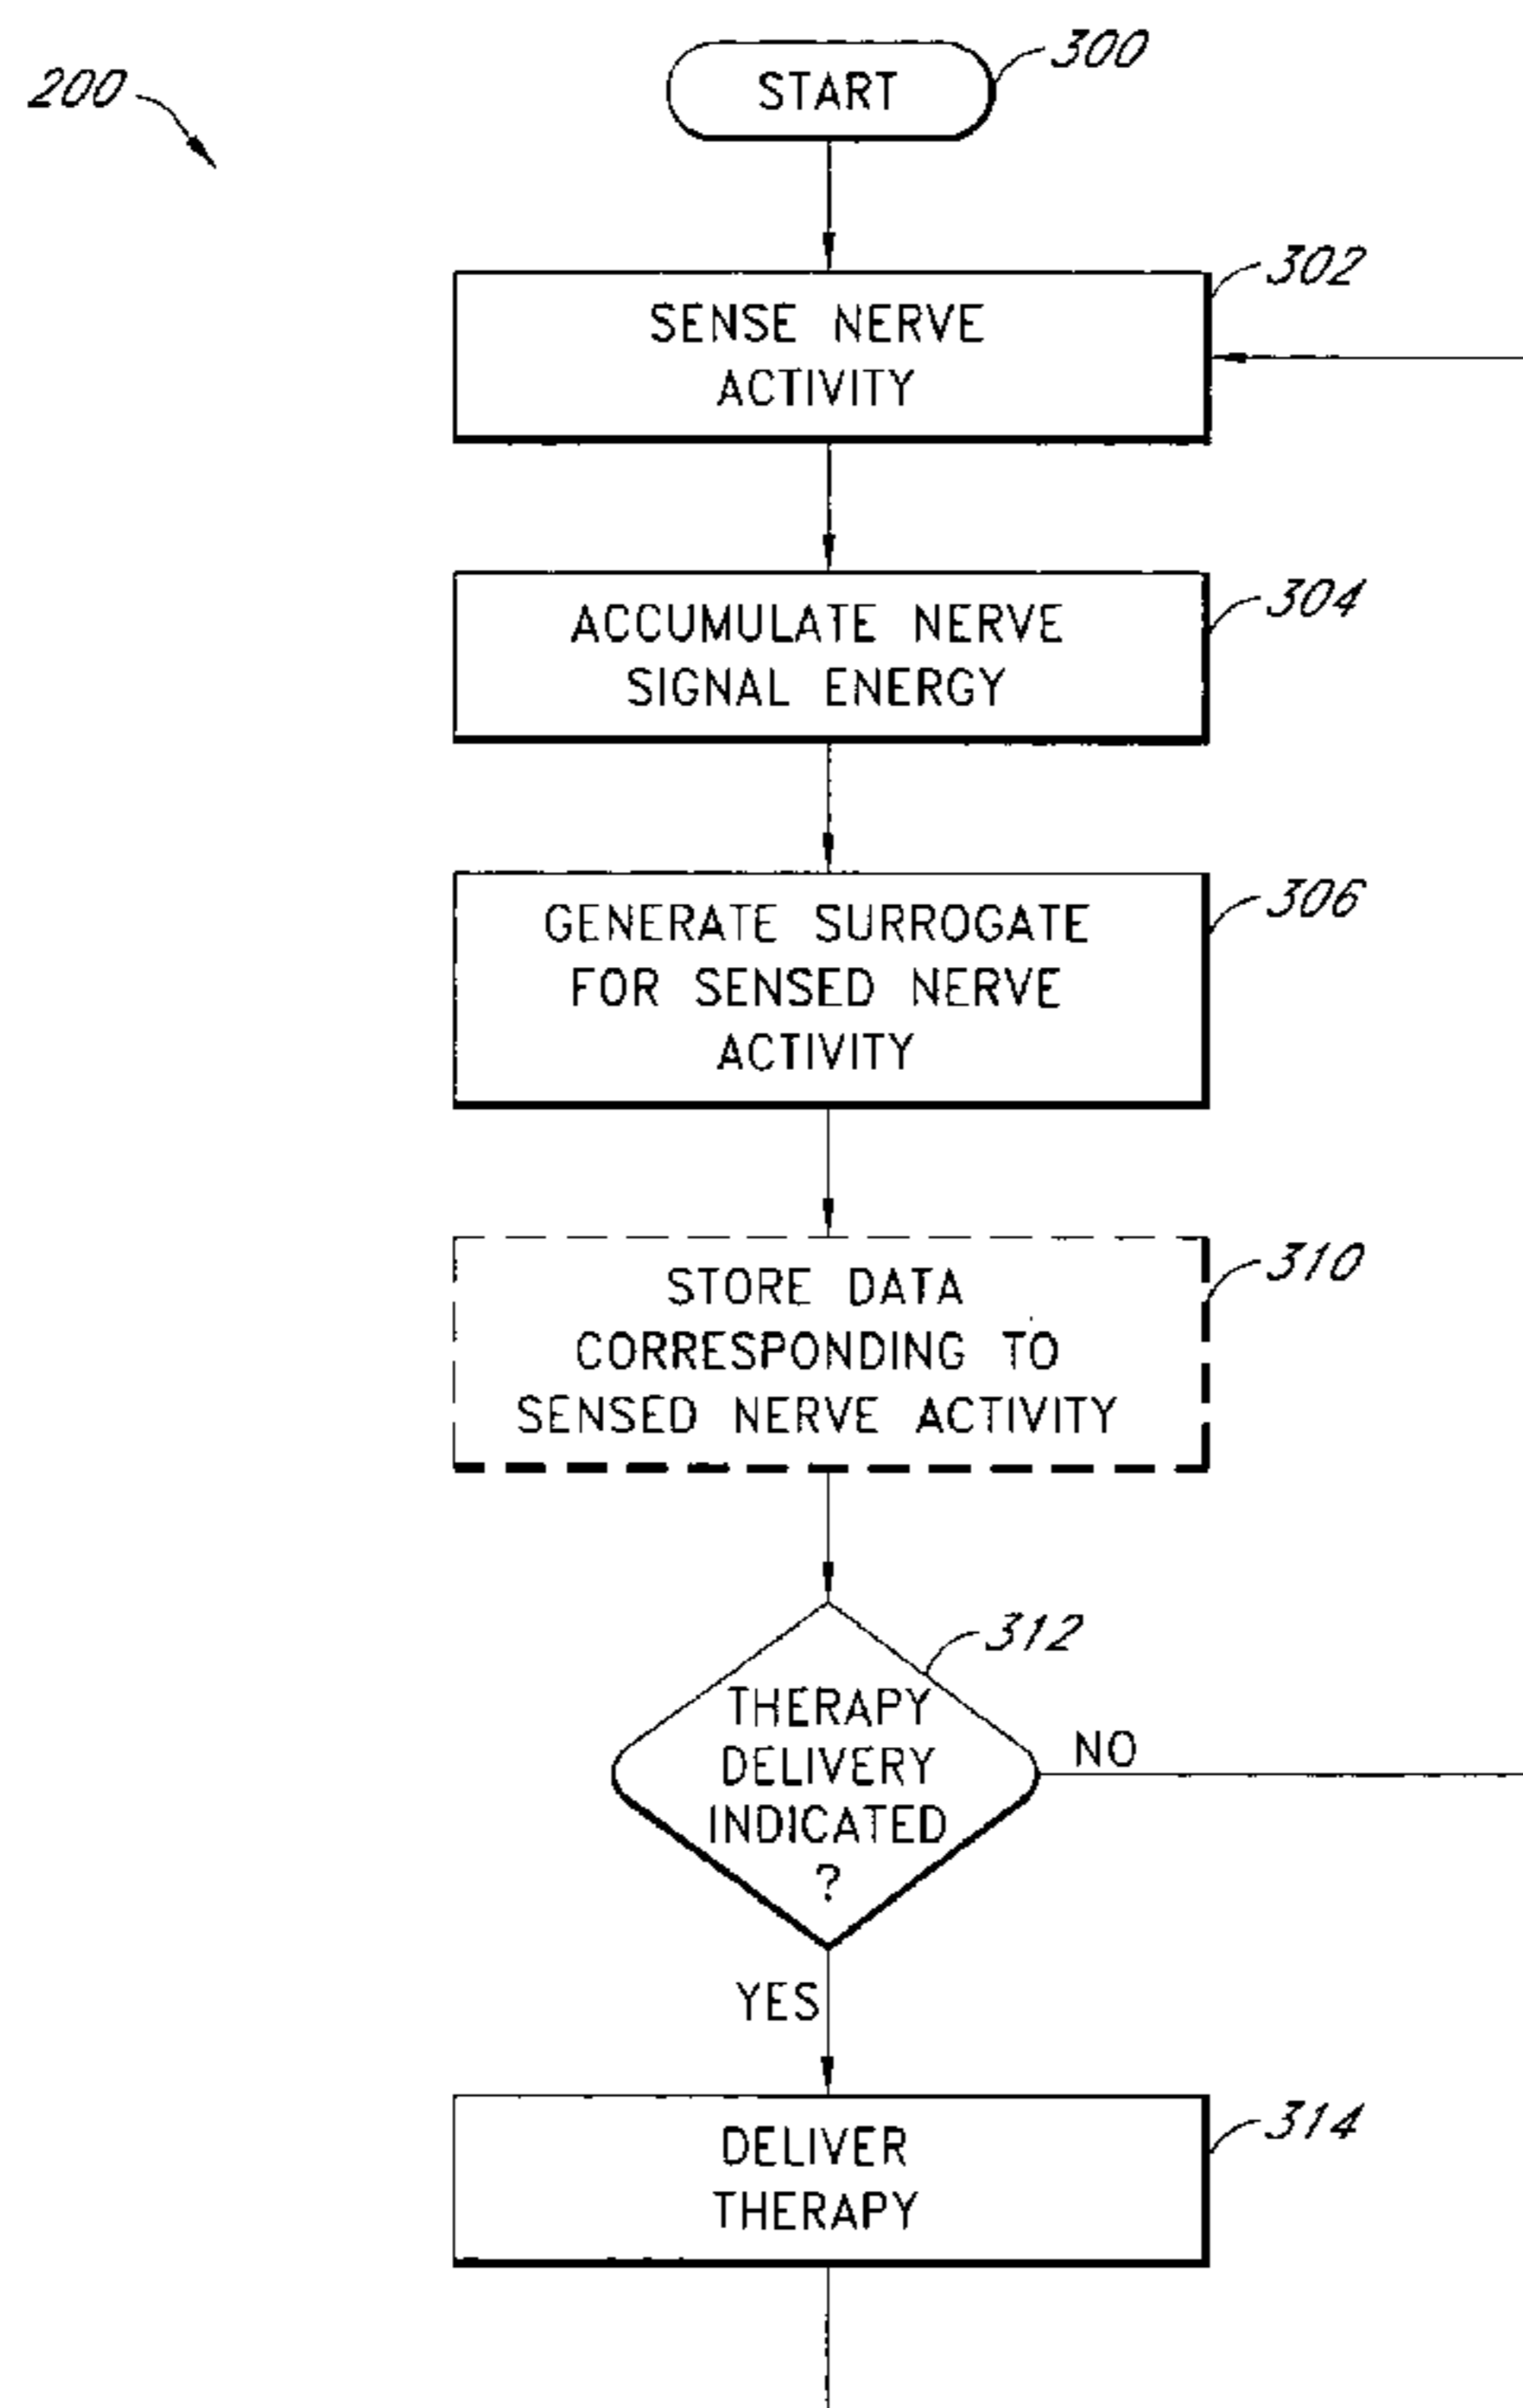 200
START
300
302
SENSE NERVE
ACTIVITY
304
ACCUMULATE NERVE
SIGNAL ENERGY
306
GENERATE SURROGATE
FOR SENSED NERVE
ACTIVITY
310
STORE DATA
CORRESPONDING TO
SENSED NERVE ACTIVITY
312
THERAPY
DELIVERY
INDICATED
?
NO
YES
314
DELIVER
THERAPY